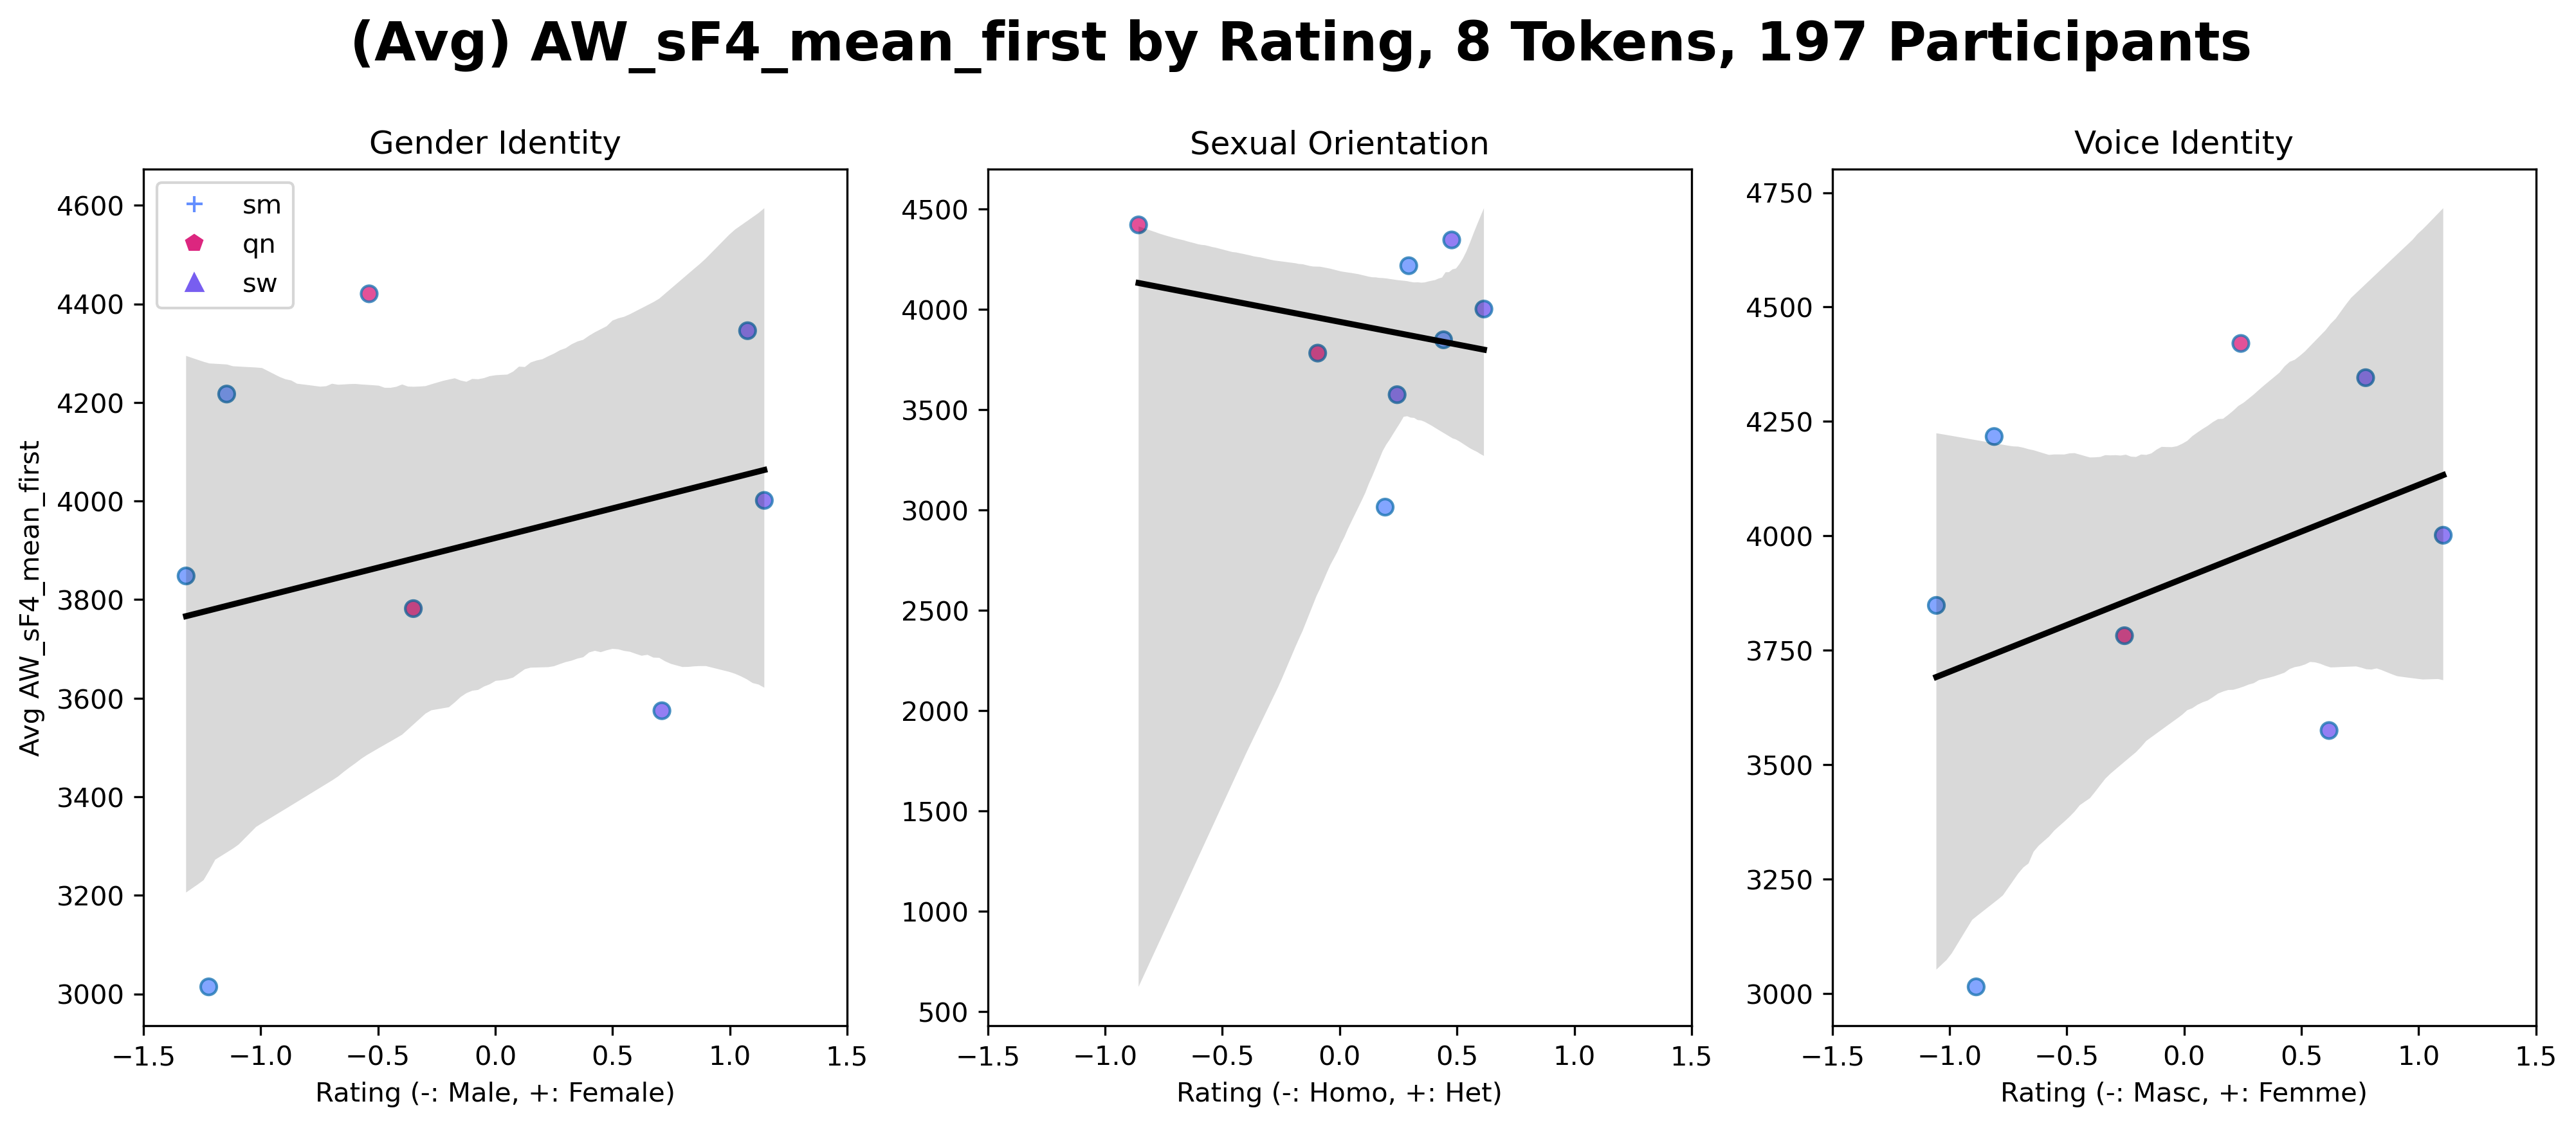 (Avg) AW_sF4_mean_first by Rating, 8 Tokens, 197 Participants
Gender Identity
sm
qn
sw
Avg AW_sF4_mean_first
4600
4400
4200
4000
3800
3600
3400
3200
3000
−1.5 −1.0 −0.5 0.0 0.5 1.0 1.5
Rating (-: Male, +: Female)
Sexual Orientation
4500
4000
3500
3000
2500
2000
1500
1000
500
−1.5 −1.0 −0.5 0.0 0.5 1.0 1.5
Rating (-: Homo, +: Het)
Voice Identity
4750
4500
4250
4000
3750
3500
3250
3000
−1.5 −1.0 −0.5 0.0 0.5 1.0 1.5
Rating (-: Masc, +: Femme)